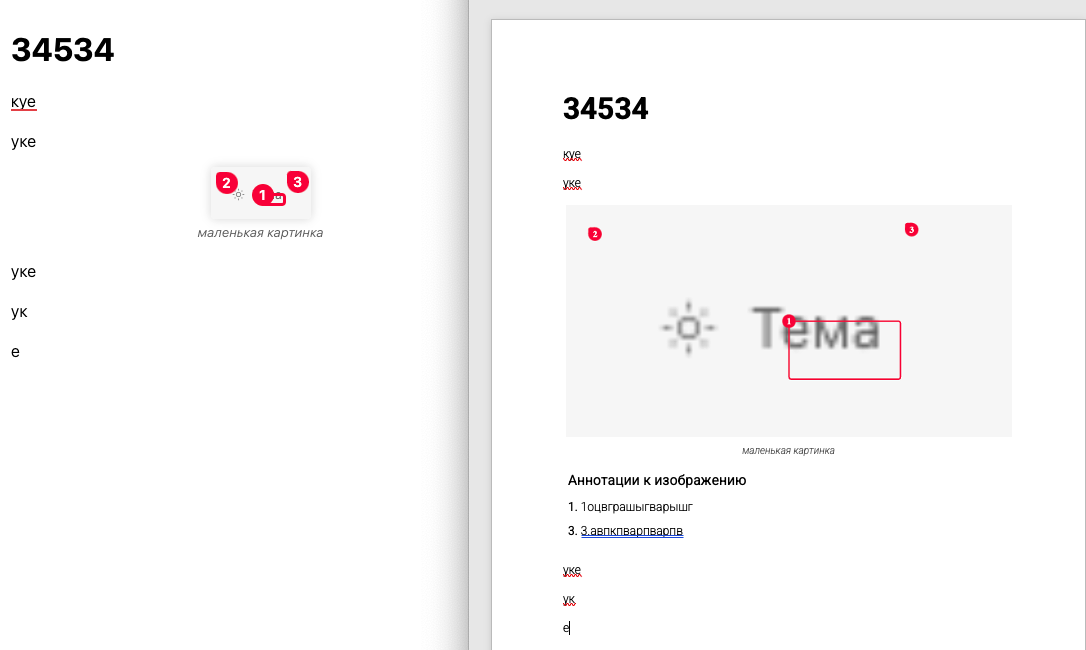 34534
куе
уке
2 1 а 3
маленькая картинка
уке
ук
е
34534
куе
уке
2 3
1 Тема
маленькая картинка
Аннотации к изображению
1. 1оцвграшыгварышг
3. 3.авпкпварпварпв
уке
ук
е